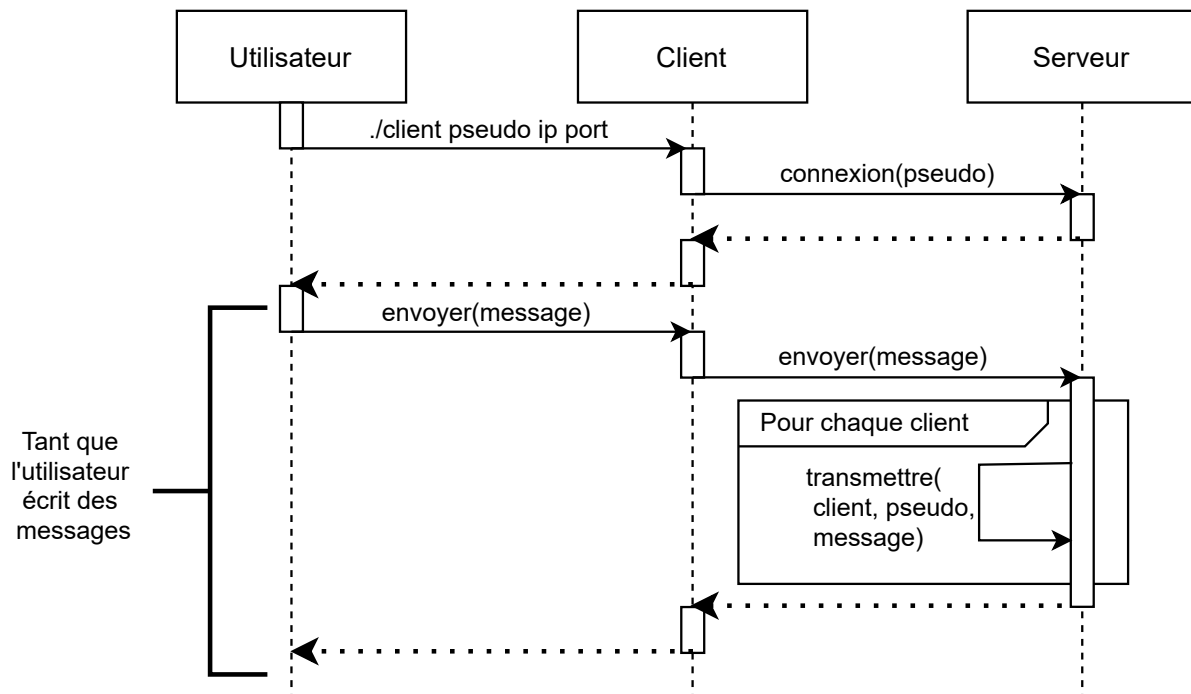 Utilisateur
Client
Serveur
./client pseudo ip port
connexion(pseudo)
envoyer(message)
envoyer(message)
Pour chaque client
transmettre(
client, pseudo,
message)
Tant que
l'utilisateur
écrit des
messages